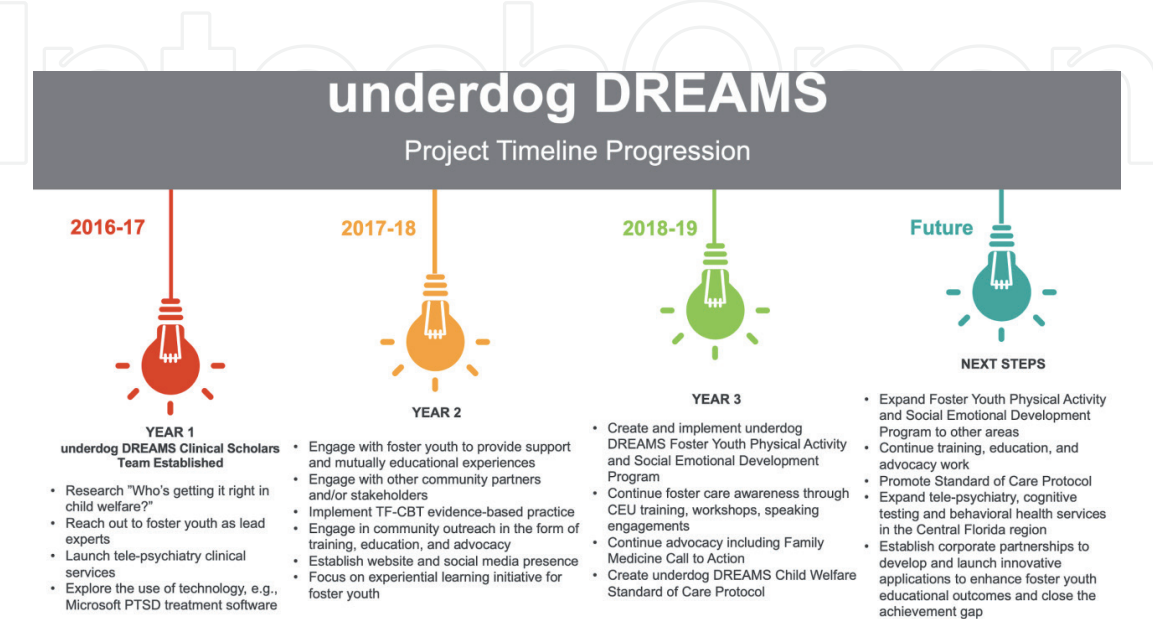 IntechOpen
underdog DREAMS
Project Timeline Progression
2016-17
YEAR 1
underdog DREAMS Clinical Scholars
Team Established
• Research "Who's getting it right in
child welfare?"
• Reach out to foster youth as lead
experts
• Launch tele-psychiatry clinical
services
• Explore the use of technology, e.g.,
Microsoft PTSD treatment software
2017-18
YEAR 2
• Engage with foster youth to provide support
and mutually educational experiences
• Engage with other community partners
and/or stakeholders
• Implement TF-CBT evidence-based practice
• Engage in community outreach in the form of
training, education, and advocacy
• Establish website and social media presence
• Focus on experiential learning initiative for
foster youth
2018-19
YEAR 3
• Create and implement underdog
DREAMS Foster Youth Physical Activity
and Social Emotional Development
Program
• Continue foster care awareness through
CEU training, workshops, speaking
engagements
• Continue advocacy including Family
Medicine Call to Action
• Create underdog DREAMS Child Welfare
Standard of Care Protocol
Future
NEXT STEPS
• Expand Foster Youth Physical Activity
and Social Emotional Development
Program to other areas
• Continue training, education, and
advocacy work
• Promote Standard of Care Protocol
• Expand tele-psychiatry, cognitive
testing and behavioral health services
in the Central Florida region
• Establish corporate partnerships to
develop and launch innovative
applications to enhance foster youth
educational outcomes and close the
achievement gap